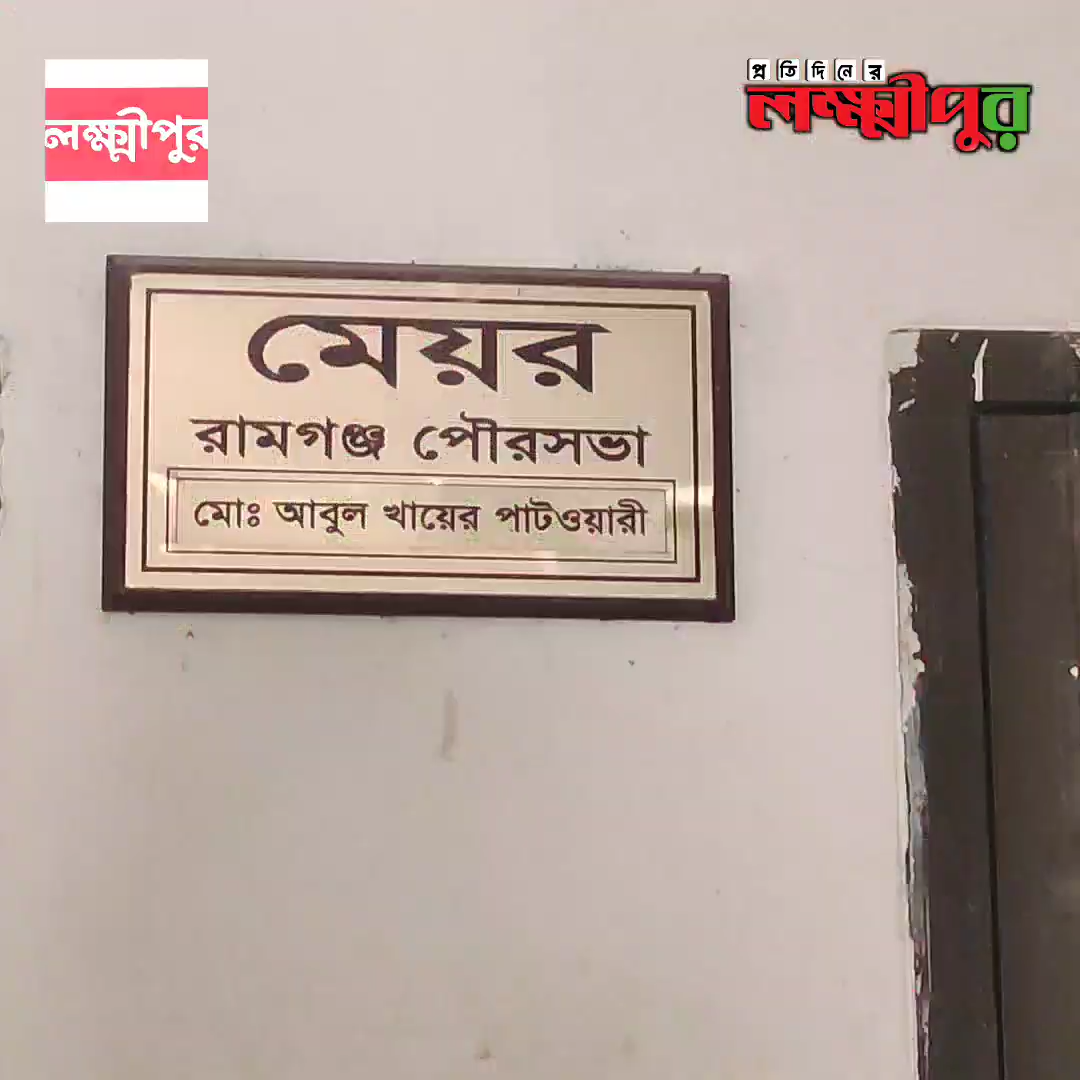 লক্ষ্মীপুর
প্রতিদিনের
লক্ষ্মীপুর
মেয়র
রামগঞ্জ পৌরসভা
মোঃ আবুল খায়ের পাটওয়ারী